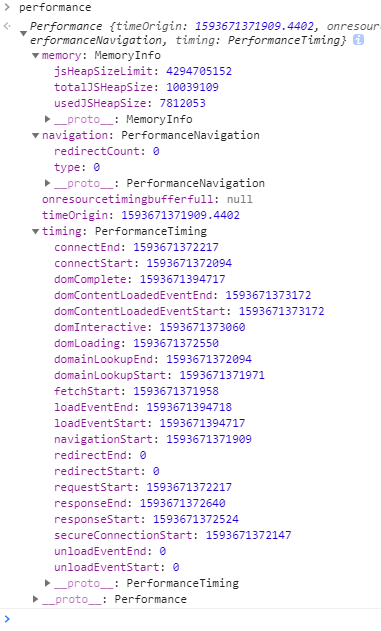 performance
Performance {timeOrigin: 1593671371909.4402, onresourc
erformanceNavigation, timing: PerformanceTiming}
memory: MemoryInfo
jsHeapSizeLimit: 4294705152
totalJSHeapSize: 10039109
usedJSHeapSize: 7812053
__proto__: MemoryInfo
navigation: PerformanceNavigation
redirectCount: 0
type: 0
__proto__: PerformanceNavigation
onresourcetimingbufferfull: null
timeOrigin: 1593671371909.4402
timing: PerformanceTiming
connectEnd: 1593671372217
connectStart: 1593671372094
domComplete: 1593671394717
domContentLoadedEventEnd: 1593671373172
domContentLoadedEventStart: 1593671373172
domInteractive: 1593671373060
domLoading: 1593671372550
domainLookupEnd: 1593671372094
domainLookupStart: 1593671371971
fetchStart: 1593671371958
loadEventEnd: 1593671394718
loadEventStart: 1593671394717
navigationStart: 1593671371909
redirectEnd: 0
redirectStart: 0
requestStart: 1593671372217
responseEnd: 1593671372640
responseStart: 1593671372524
secureConnectionStart: 1593671372147
unloadEventEnd: 0
unloadEventStart: 0
__proto__: PerformanceTiming
__proto__: Performance